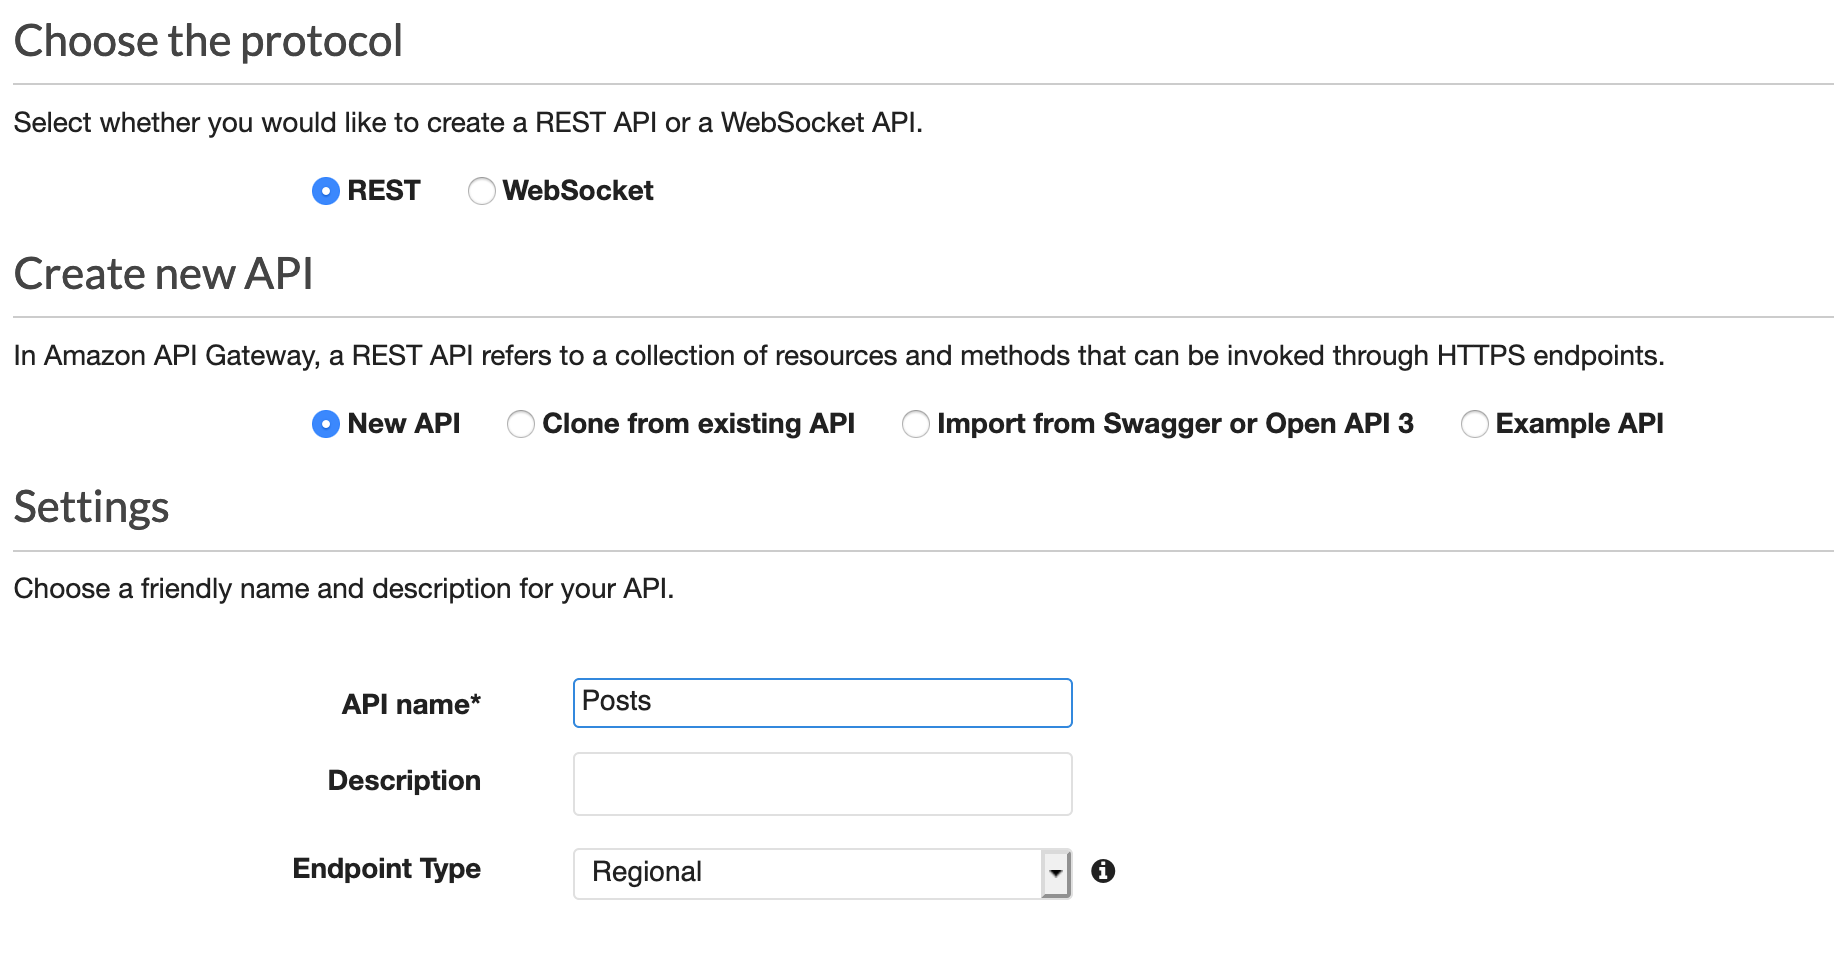 Choose the protocol
Select whether you would like to create a REST API or a WebSocket API.
REST WebSocket
Create new API
In Amazon API Gateway, a REST API refers to a collection of resources and methods that can be invoked through HTTPS endpoints.
New API Clone from existing API Import from Swagger or Open API 3 Example API
Settings
Choose a friendly name and description for your API.
API name* Posts
Description
Endpoint Type Regional